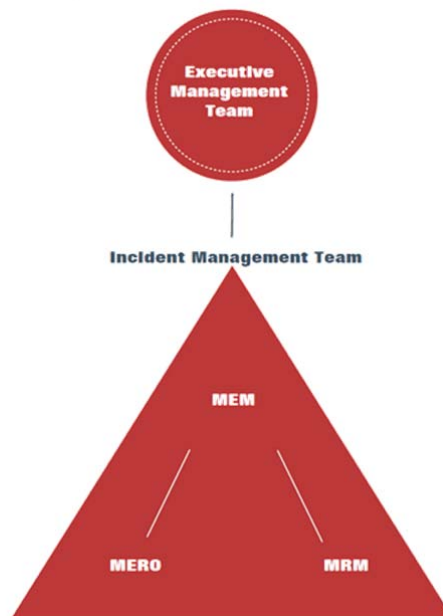 Executive
Management
Team
Incident Management Team
MEM
MERO
MRM